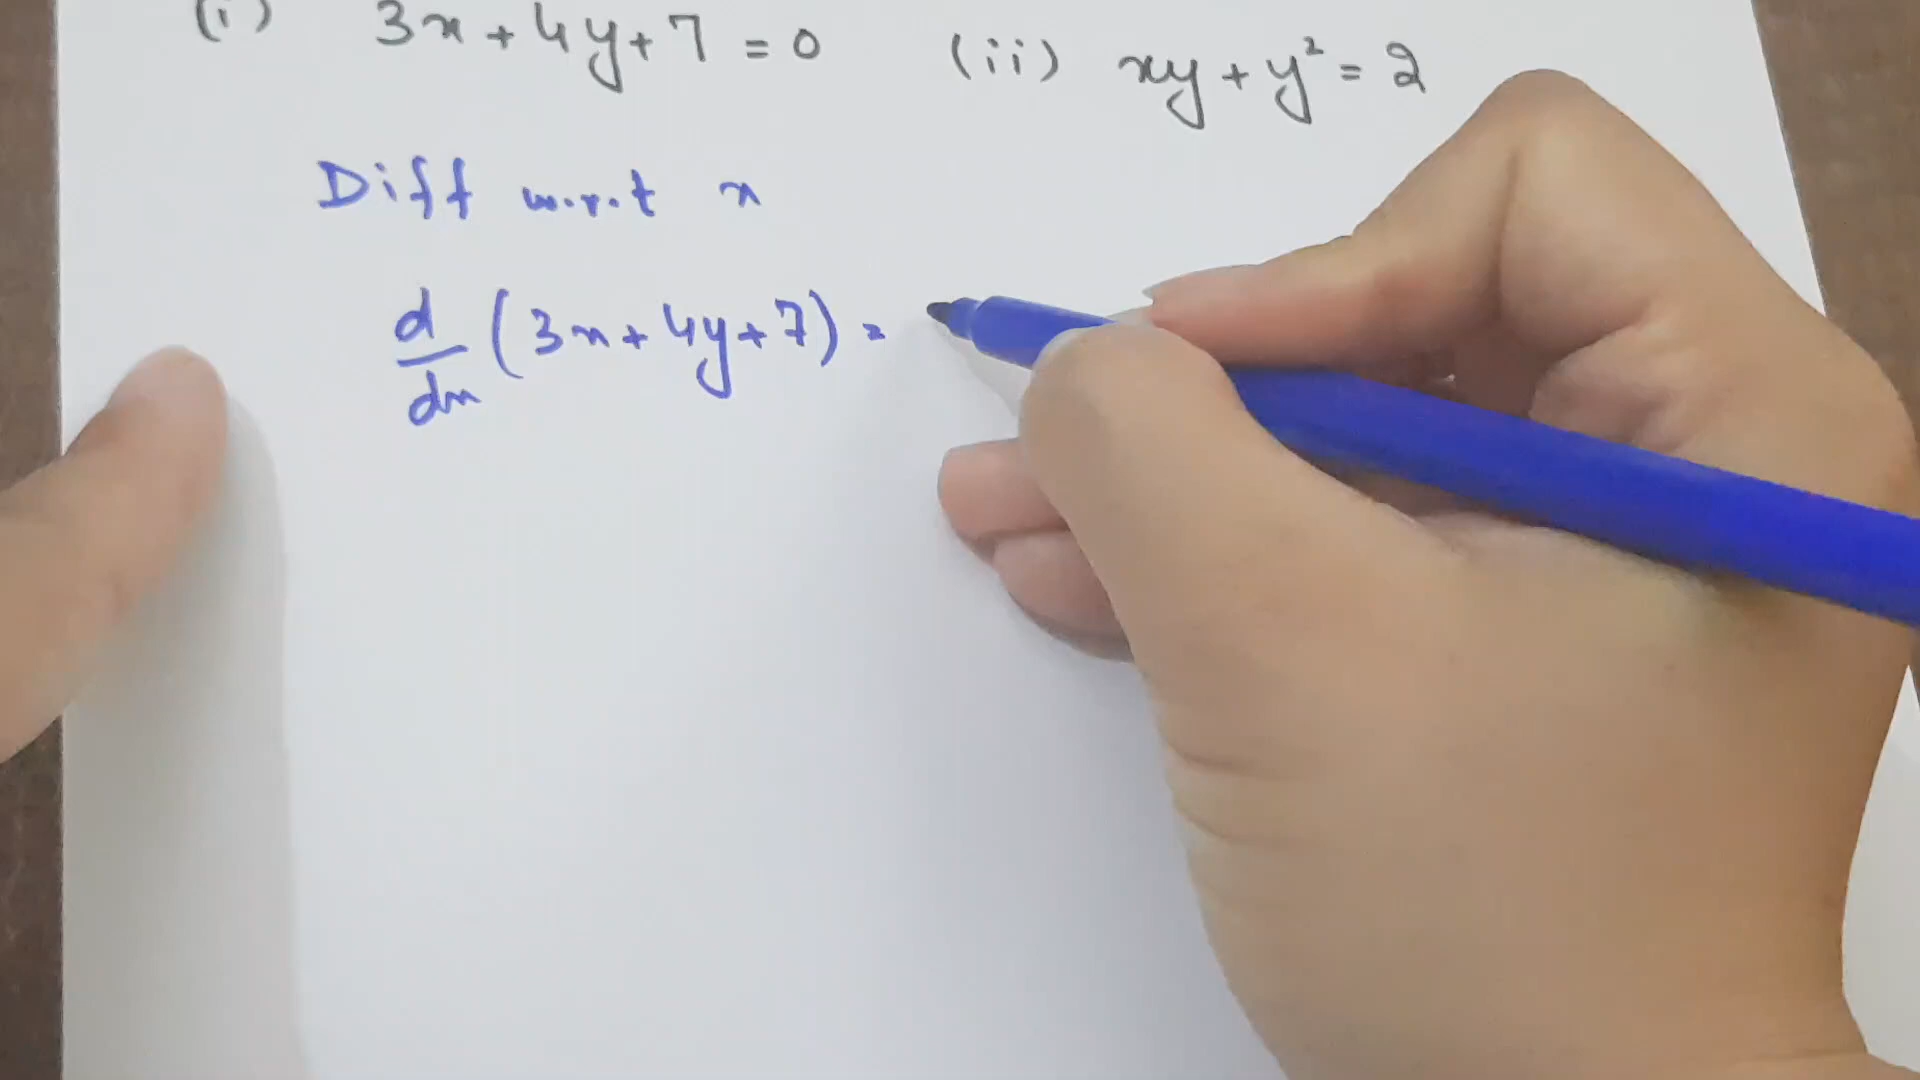 (i) 3x + 4y + 7 = 0 (ii) xy + y² = 2
Diff w.r.t x
d/dx (3x + 4y + 7) =